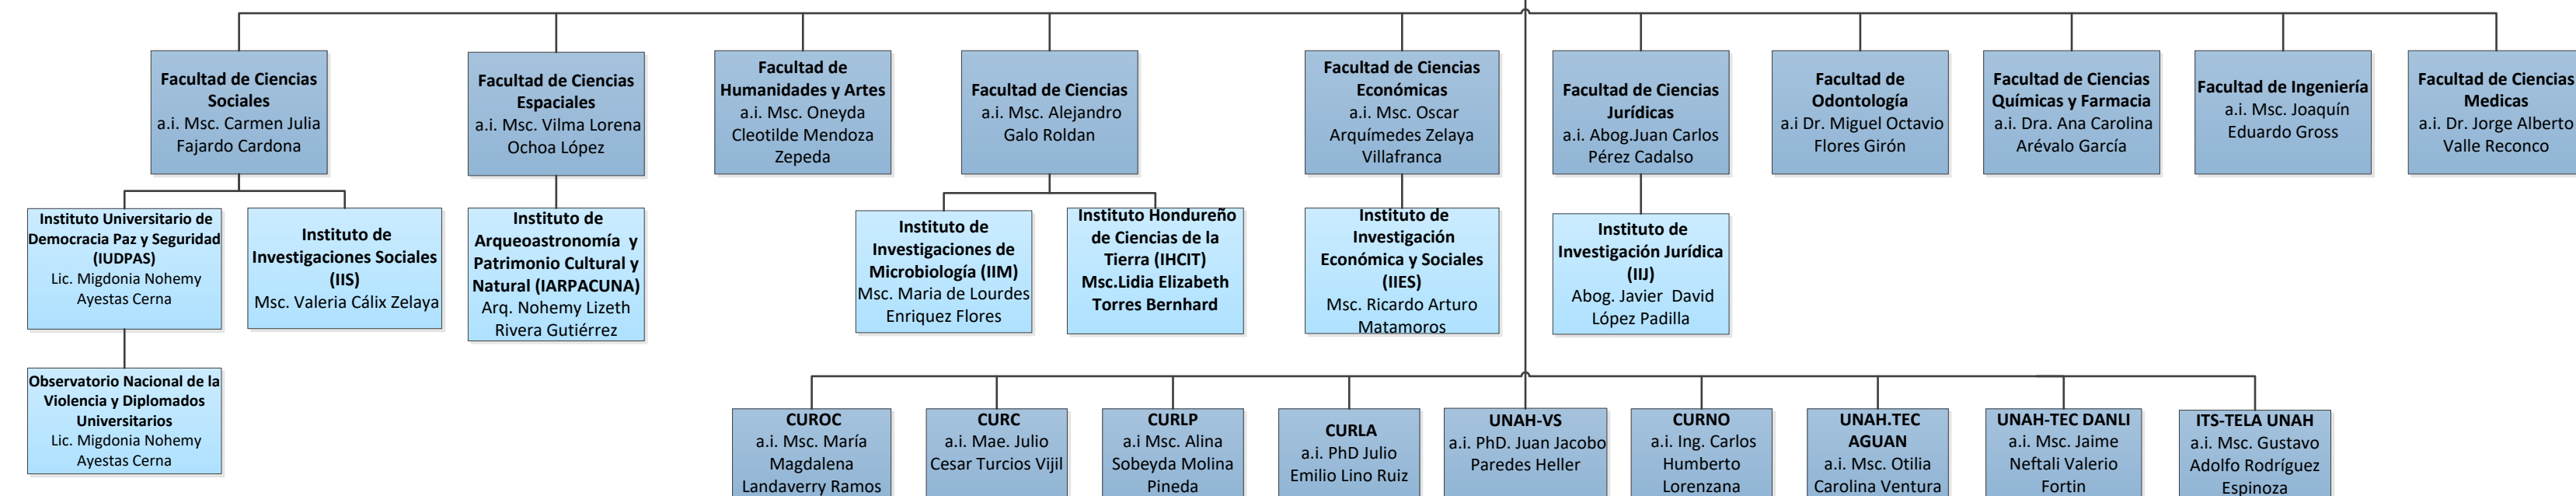 Facultad de Ciencias
Sociales
a.i. Msc. Carmen Julia
Fajardo Cardona
Facultad de Ciencias
Espaciales
a.i. Msc. Vilma Lorena
Ochoa López
Facultad de
Humanidades y Artes
a.i. Msc. Oneyda
Cleotilde Mendoza
Zepeda
Facultad de Ciencias
a.i. Msc. Alejandro
Galo Roldan
Facultad de Ciencias
Económicas
a.i. Msc. Oscar
Arquímedes Zelaya
Villafranca
Facultad de Ciencias
Jurídicas
a.i. Abog.Juan Carlos
Pérez Cadalso
Facultad de
Odontología
a.i Dr. Miguel Octavio
Flores Girón
Facultad de Ciencias
Químicas y Farmacia
a.i. Dra. Ana Carolina
Arévalo García
Facultad de Ingeniería
a.i. Msc. Joaquín
Eduardo Gross
Facultad de Ciencias
Medicas
a.i. Dr. Jorge Alberto
Valle Reconco
Instituto Universitario de
Democracia Paz y Seguridad
(IUDPAS)
Lic. Migdonia Nohemy
Ayestas Cerna
Instituto de
Investigaciones Sociales
(IIS)
Msc. Valeria Cálix Zelaya
Instituto de
Arqueoastronomía y
Patrimonio Cultural y
Natural (IARPACUNA)
Arq. Nohemy Lizeth
Rivera Gutiérrez
Instituto de
Investigaciones de
Microbiología (IIM)
Msc. Maria de Lourdes
Enriquez Flores
Instituto Hondureño
de Ciencias de la
Tierra (IHCIT)
Msc.Lidia Elizabeth
Torres Bernhard
Instituto de
Investigación
Económica y Sociales
(IIES)
Msc. Ricardo Arturo
Matamoros
Instituto de
Investigación Jurídica
(IIJ)
Abog. Javier David
López Padilla
Observatorio Nacional de la
Violencia y Diplomados
Universitarios
Lic. Migdonia Nohemy
Ayestas Cerna
CUROC
a.i. Msc. María
Magdalena
Landaverry Ramos
CURC
a.i. Mae. Julio
Cesar Turcios Vijil
CURLP
a.i Msc. Alina
Sobeyda Molina
Pineda
CURLA
a.i. PhD Julio
Emilio Lino Ruiz
UNAH-VS
a.i. PhD. Juan Jacobo
Paredes Heller
CURNO
a.i. Ing. Carlos
Humberto
Lorenzana
UNAH.TEC
AGUAN
a.i. Msc. Otilia
Carolina Ventura
UNAH-TEC DANLI
a.i. Msc. Jaime
Neftali Valerio
Fortin
ITS-TELA UNAH
a.i. Msc. Gustavo
Adolfo Rodríguez
Espinoza